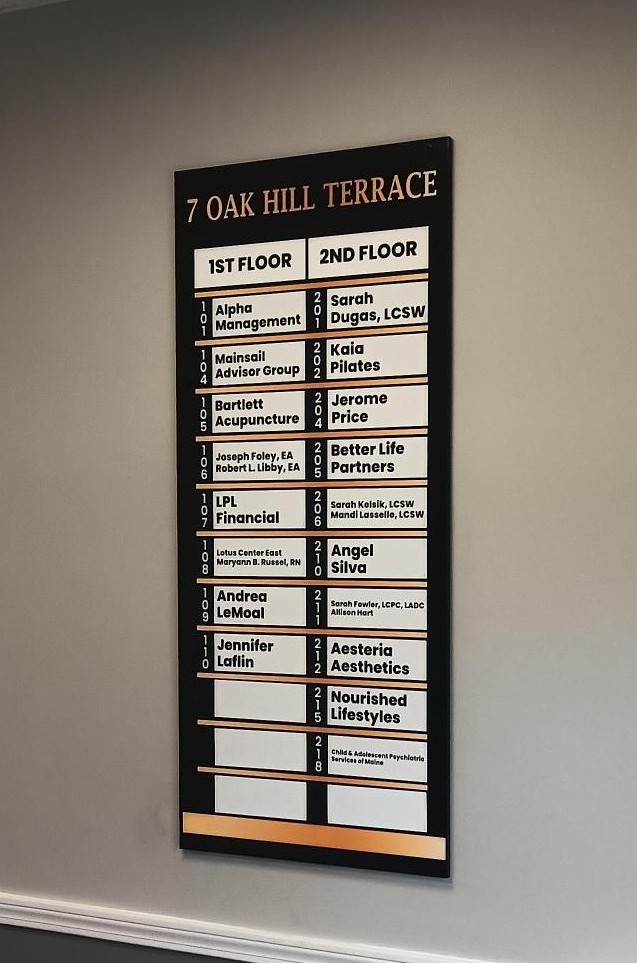 7 OAK HILL TERRACE
1ST FLOOR
101 Alpha
Management
104 Mainsail
Advisor Group
105 Bartlett
Acupuncture
106 Joseph Foley, EA
Robert L. Libby, EA
107 LPL
Financial
108 Lotus Center East
Maryann B. Russel, RN
109 Andrea
LeMoal
110 Jennifer
Laflin
2ND FLOOR
201 Sarah
Dugas, LCSW
202 Kaia
Pilates
204 Jerome
Price
205 Better Life
Partners
206 Sarah Kelsik, LCSW
Mandi Lasselle, LCSW
210 Angel
Silva
211 Sarah Fowler, LCPC, LADC
Allison Hart
212 Aesteria
Aesthetics
215 Nourished
Lifestyles
218 Child & Adolescent Psychiatric
Services of Maine